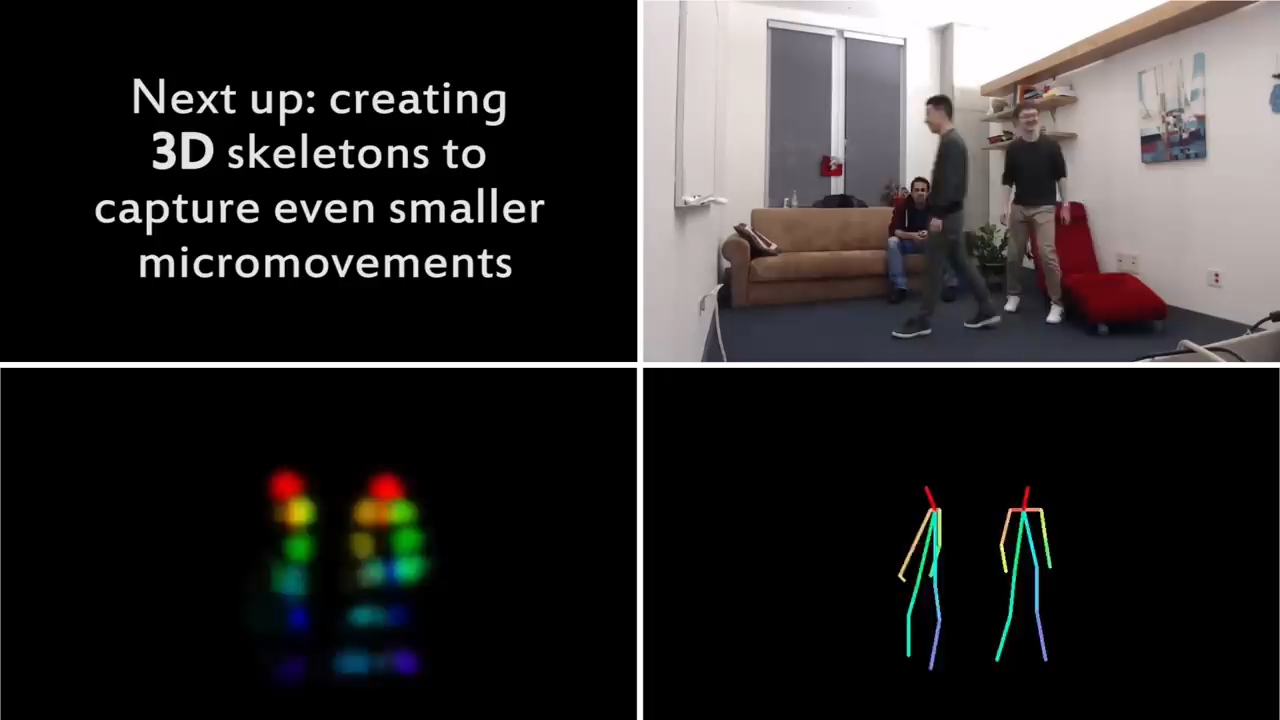 Next up: creating
3D skeletons to
capture even smaller
micromovements